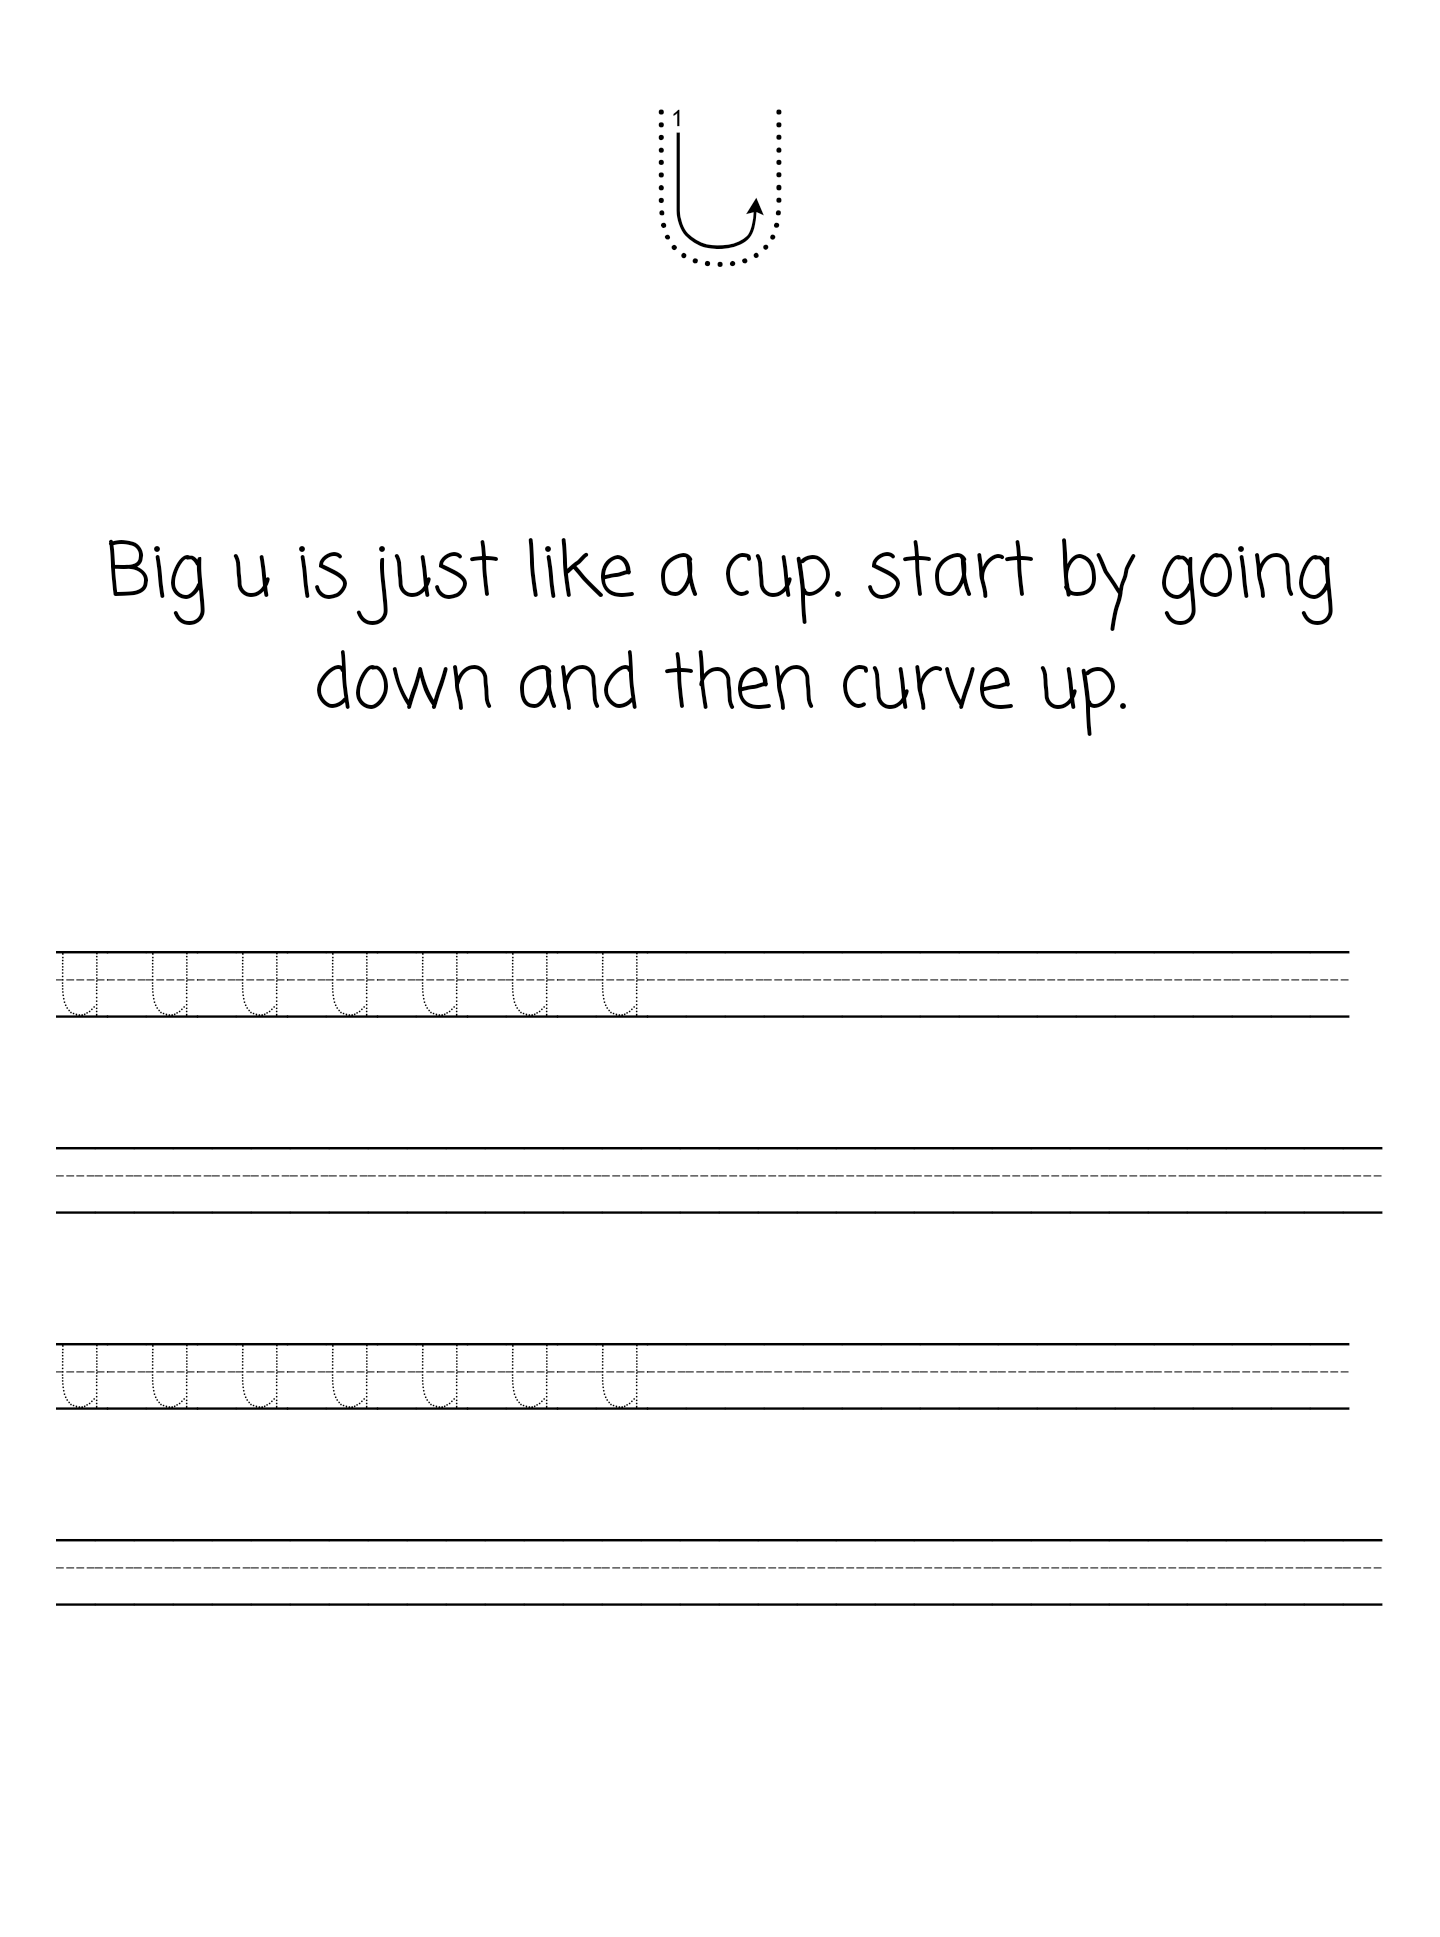 U
1
Big u is just like a cup. start by going
down and then curve up.
u u u u u u u
u u u u u u u